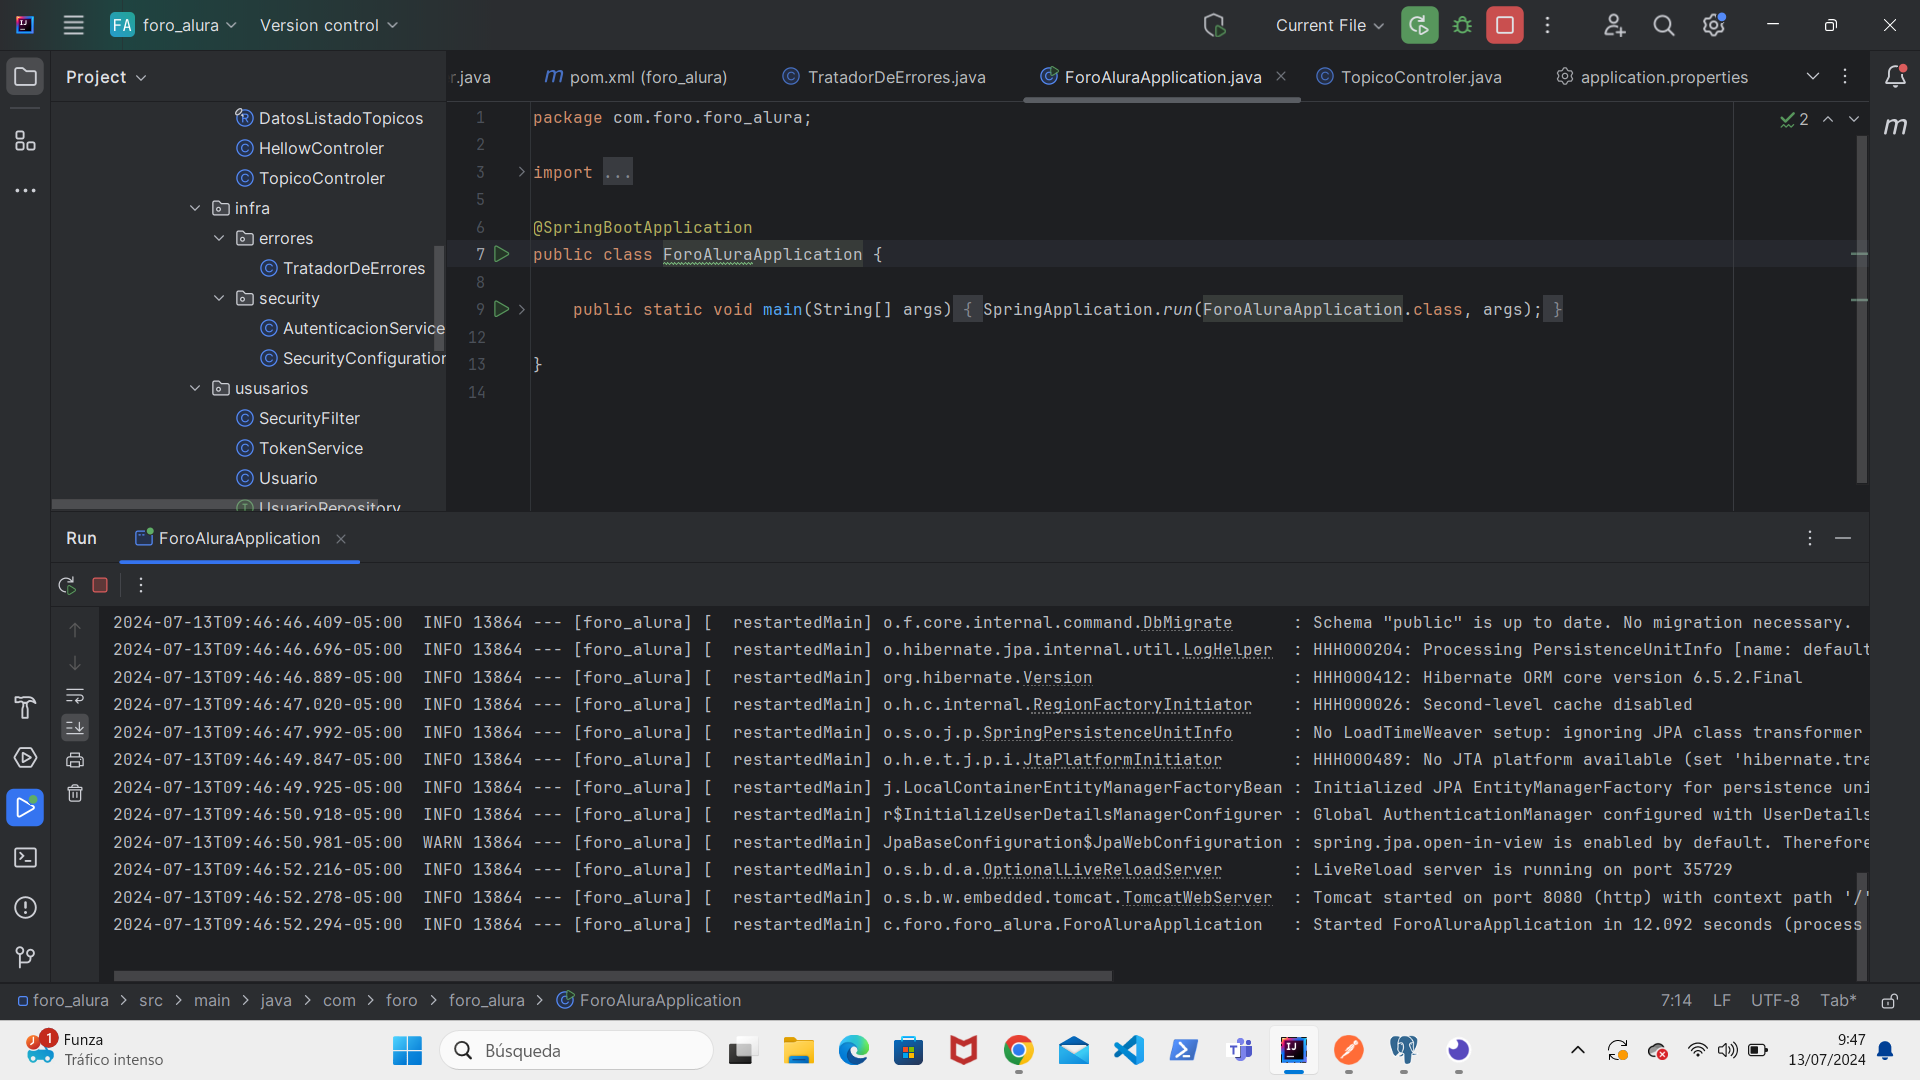 FA foro_alura Version control Current File
Project
r.java pom.xml (foro_alura) TratadorDeErrores.java ForoAluraApplication.java TopicoControler.java application.properties
DatosListadoTopicos
HellowControler
TopicoControler
infra
errores
TratadorDeErrores
security
AutenticacionService
SecurityConfiguration
ususarios
SecurityFilter
TokenService
Usuario
UsuarioRepository
1 package com.foro.foro_alura;
2
3 import ...
5
6 @SpringBootApplication
7 public class ForoAluraApplication {
8
9 public static void main(String[] args) { SpringApplication.run(ForoAluraApplication.class, args); }
12
13 }
14
2
Run ForoAluraApplication
2024-07-13T09:46:46.409-05:00  INFO 13864 --- [foro_alura] [  restartedMain] o.f.core.internal.command.DbMigrate      : Schema "public" is up to date. No migration necessary.
2024-07-13T09:46:46.696-05:00  INFO 13864 --- [foro_alura] [  restartedMain] o.hibernate.jpa.internal.util.LogHelper  : HHH000204: Processing PersistenceUnitInfo [name: default
2024-07-13T09:46:46.889-05:00  INFO 13864 --- [foro_alura] [  restartedMain] org.hibernate.Version                    : HHH000412: Hibernate ORM core version 6.5.2.Final
2024-07-13T09:46:47.020-05:00  INFO 13864 --- [foro_alura] [  restartedMain] o.h.c.internal.RegionFactoryInitiator    : HHH000026: Second-level cache disabled
2024-07-13T09:46:47.992-05:00  INFO 13864 --- [foro_alura] [  restartedMain] o.s.o.j.p.SpringPersistenceUnitInfo      : No LoadTimeWeaver setup: ignoring JPA class transformer
2024-07-13T09:46:49.847-05:00  INFO 13864 --- [foro_alura] [  restartedMain] o.h.e.t.j.p.i.JtaPlatformInitiator       : HHH000489: No JTA platform available (set 'hibernate.tra
2024-07-13T09:46:49.925-05:00  INFO 13864 --- [foro_alura] [  restartedMain] j.LocalContainerEntityManagerFactoryBean : Initialized JPA EntityManagerFactory for persistence uni
2024-07-13T09:46:50.918-05:00  INFO 13864 --- [foro_alura] [  restartedMain] r$InitializeUserDetailsManagerConfigurer : Global AuthenticationManager configured with UserDetails
2024-07-13T09:46:50.981-05:00  WARN 13864 --- [foro_alura] [  restartedMain] JpaBaseConfiguration$JpaWebConfiguration : spring.jpa.open-in-view is enabled by default. Therefore
2024-07-13T09:46:52.216-05:00  INFO 13864 --- [foro_alura] [  restartedMain] o.s.b.d.a.OptionalLiveReloadServer       : LiveReload server is running on port 35729
2024-07-13T09:46:52.278-05:00  INFO 13864 --- [foro_alura] [  restartedMain] o.s.b.w.embedded.tomcat.TomcatWebServer  : Tomcat started on port 8080 (http) with context path '/'
2024-07-13T09:46:52.294-05:00  INFO 13864 --- [foro_alura] [  restartedMain] c.foro.foro_alura.ForoAluraApplication   : Started ForoAluraApplication in 12.092 seconds (process
foro_alura > src > main > java > com > foro > foro_alura > ForoAluraApplication 7:14 LF UTF-8 Tab*
1 Funza
Tráfico intenso
Búsqueda
9:47
13/07/2024